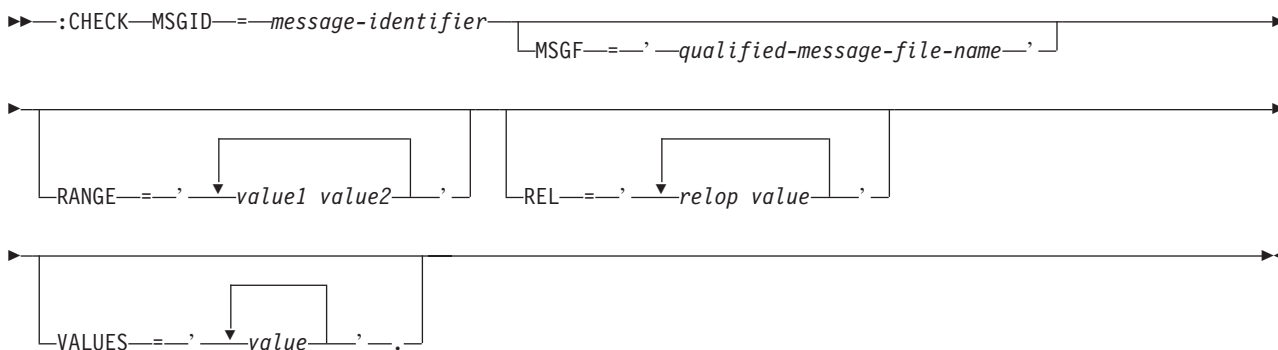 :CHECK MSGID = message-identifier
MSGF = ' qualified-message-file-name '
RANGE = ' value1 value2 ' REL = ' relop value '
VALUES = ' value ' .